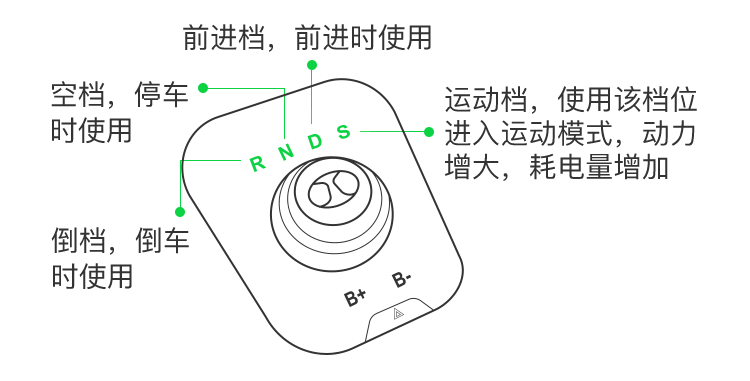 前进档，前进时使用
空档，停车
时使用
运动档，使用该档位
进入运动模式，动力
增大，耗电量增加
R N D S
倒档，倒车
时使用
B+ B-